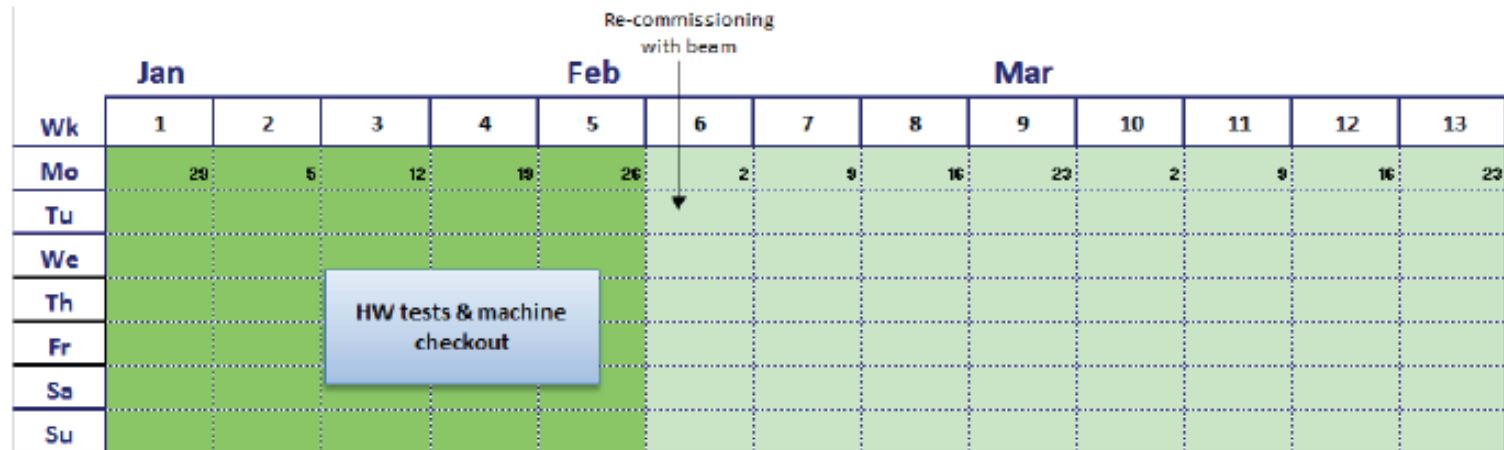 Re-commissioning
with beam
Jan Feb Mar
Wk 1 2 3 4 5 6 7 8 9 10 11 12 13
Mo 29 5 12 19 26 2 9 16 23 2 9 16 23
Tu
We
Th
Fr
Sa
Su
HW tests & machine
checkout